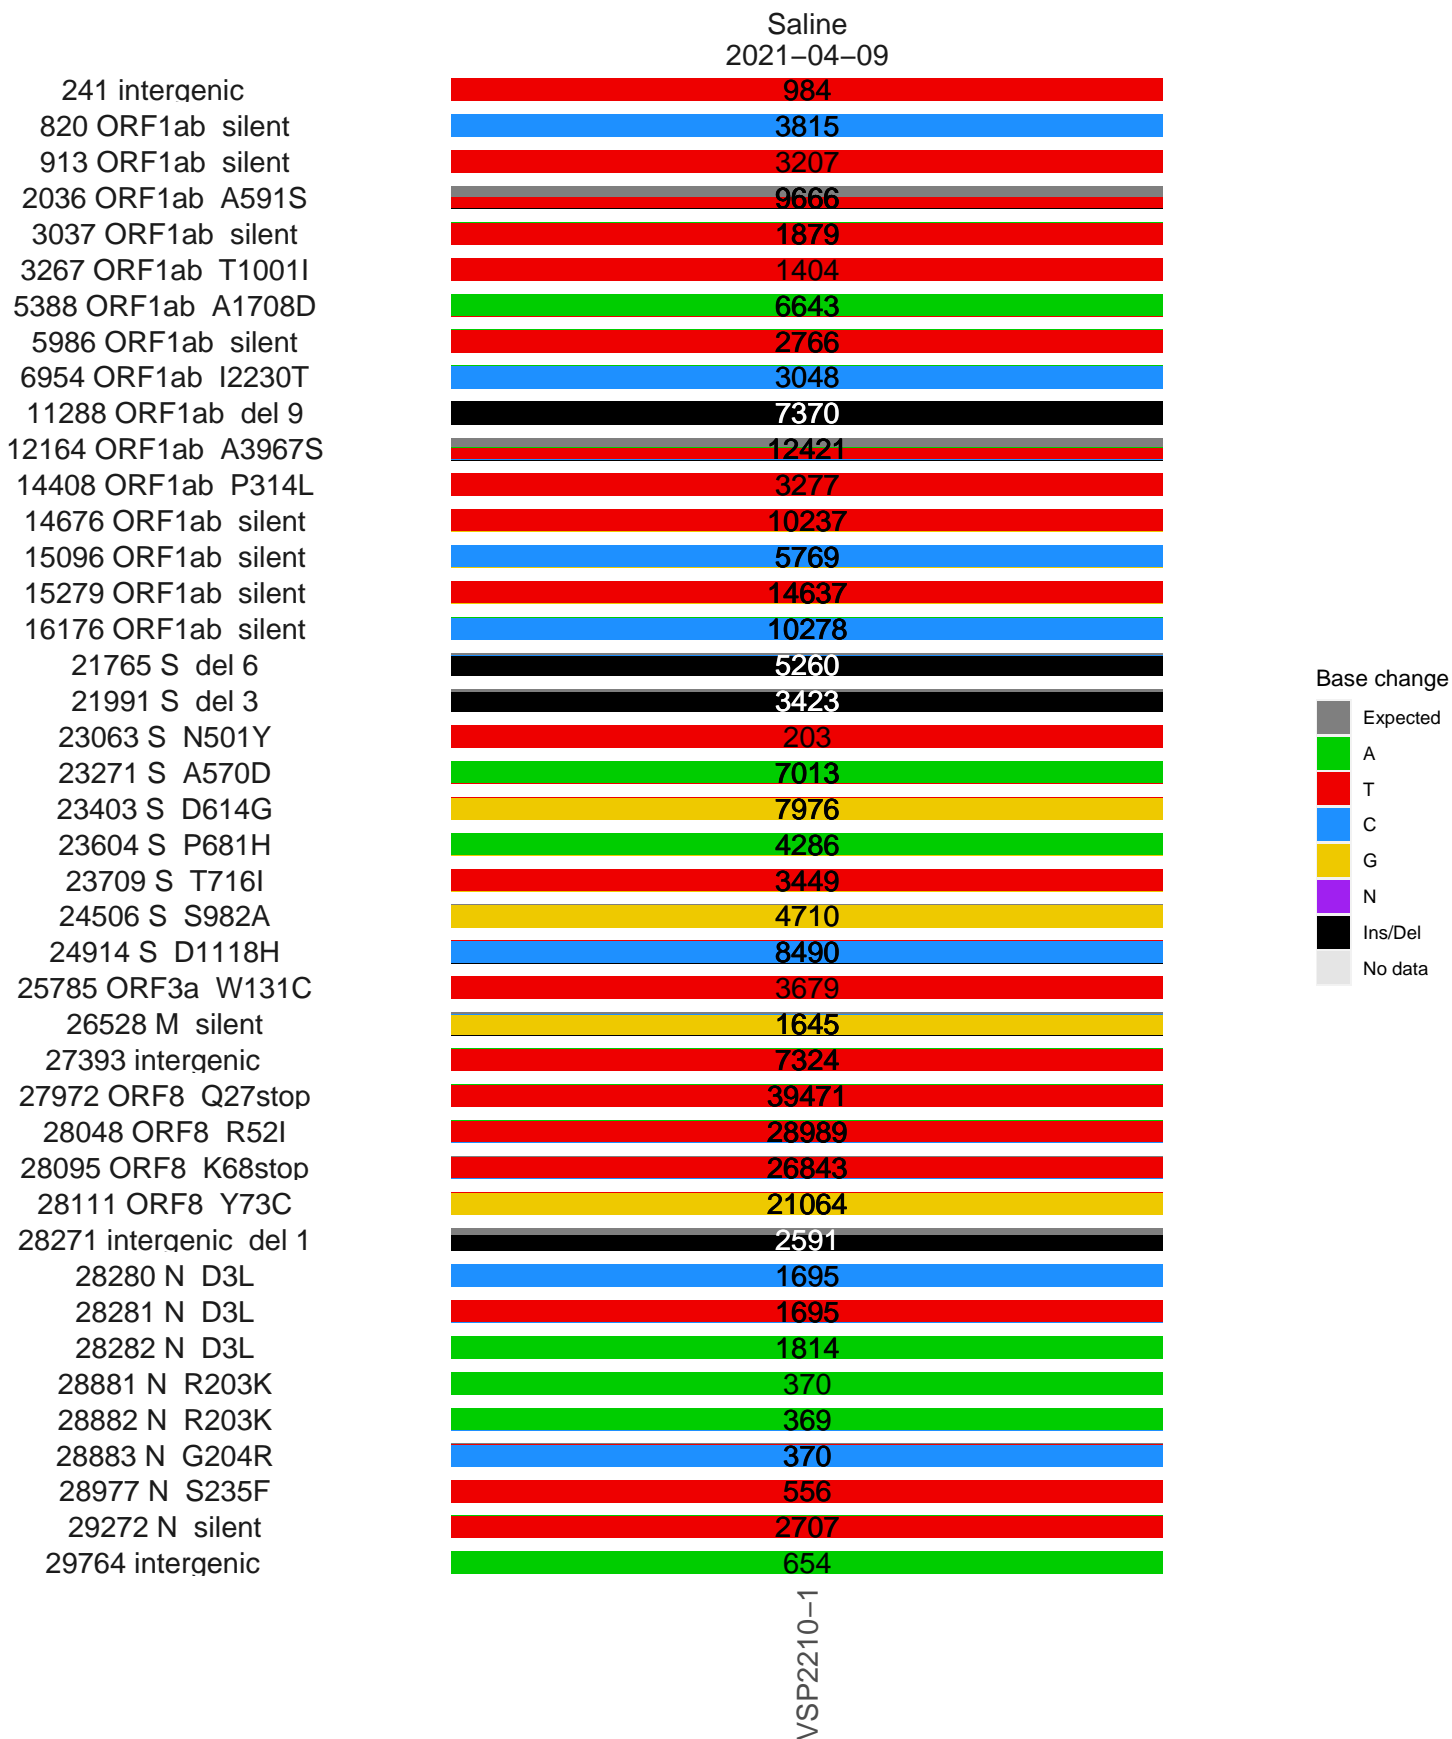 Saline
2021−04−09
241 intergenic 984
820 ORF1ab silent 3815
913 ORF1ab silent 3207
2036 ORF1ab A591S 9666
3037 ORF1ab silent 1879
3267 ORF1ab T1001I 1404
5388 ORF1ab A1708D 6643
5986 ORF1ab silent 2766
6954 ORF1ab I2230T 3048
11288 ORF1ab del 9 7370
12164 ORF1ab A3967S 12421
14408 ORF1ab P314L 3277
14676 ORF1ab silent 10237
15096 ORF1ab silent 5769
15279 ORF1ab silent 14637
16176 ORF1ab silent 10278
21765 S del 6 5260
21991 S del 3 3423
23063 S N501Y 203
23271 S A570D 7013
23403 S D614G 7976
23604 S P681H 4286
23709 S T716I 3449
24506 S S982A 4710
24914 S D1118H 8490
25785 ORF3a W131C 3679
26528 M silent 1645
27393 intergenic 7324
27972 ORF8 Q27stop 39471
28048 ORF8 R52I 28989
28095 ORF8 K68stop 26843
28111 ORF8 Y73C 21064
28271 intergenic del 1 2591
28280 N D3L 1695
28281 N D3L 1695
28282 N D3L 1814
28881 N R203K 370
28882 N R203K 369
28883 N G204R 370
28977 N S235F 556
29272 N silent 2707
29764 intergenic 654
VSP2210−1
Base change
Expected
A
T
C
G
N
Ins/Del
No data